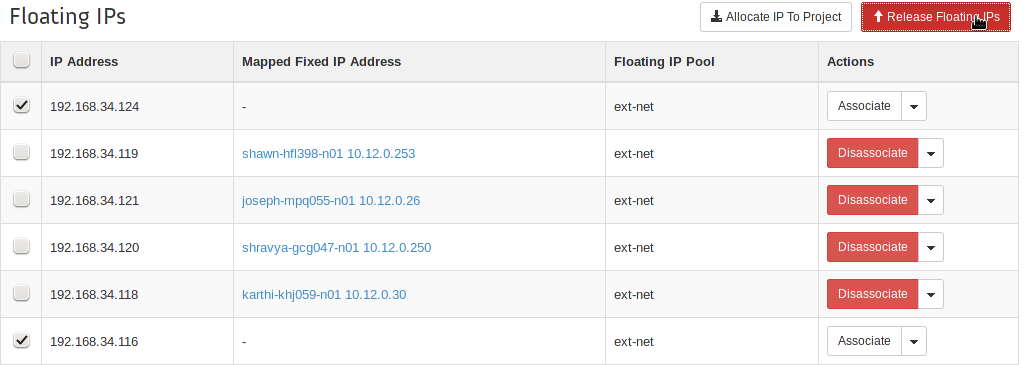 Floating IPs
Allocate IP To Project
Release Floating IPs
IP Address Mapped Fixed IP Address Floating IP Pool Actions
192.168.34.124 - ext-net Associate
192.168.34.119 shawn-hfl398-n01 10.12.0.253 ext-net Disassociate
192.168.34.121 joseph-mpq055-n01 10.12.0.26 ext-net Disassociate
192.168.34.120 shravya-gcg047-n01 10.12.0.250 ext-net Disassociate
192.168.34.118 karthi-khj059-n01 10.12.0.30 ext-net Disassociate
192.168.34.116 - ext-net Associate